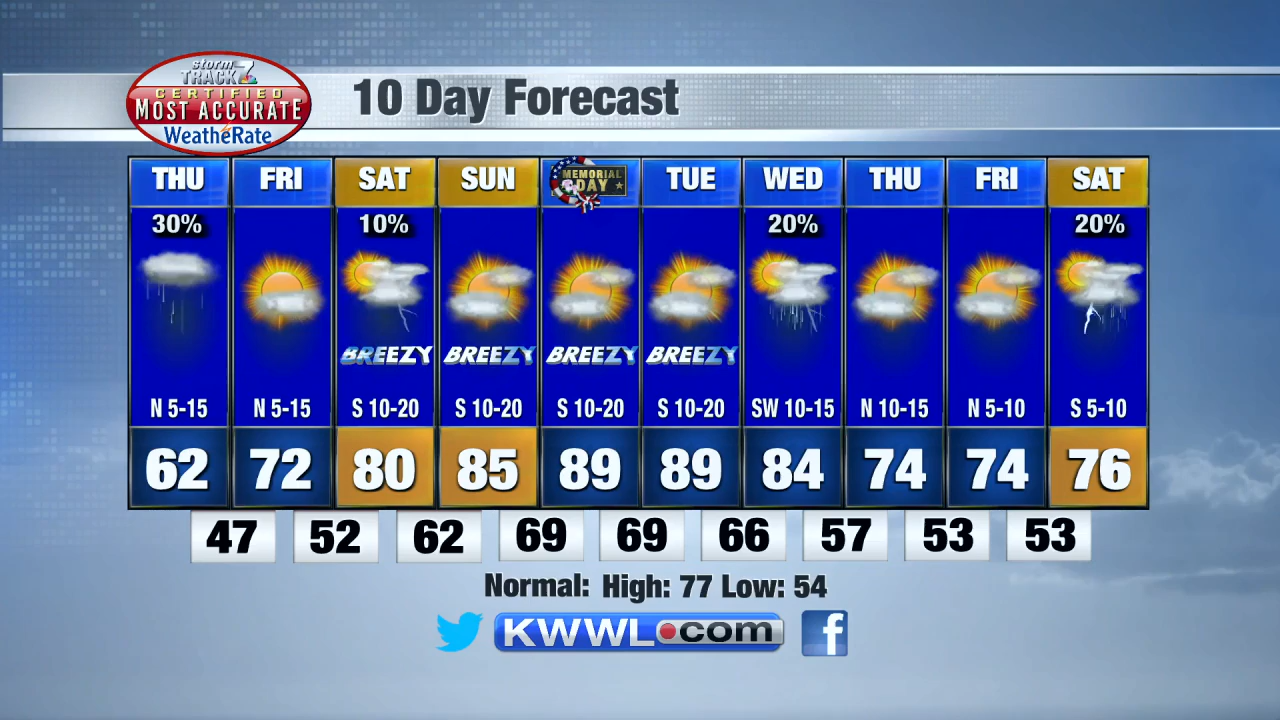 storm
TRACK 7
CERTIFIED
MOST ACCURATE®
WeatheRate
10 Day Forecast
THU FRI SAT SUN MEMORIAL DAY TUE WED THU FRI SAT
30% 10% 20% 20%
BREEZY BREEZY BREEZY BREEZY
N 5-15 N 5-15 S 10-20 S 10-20 S 10-20 S 10-20 SW 10-15 N 10-15 N 5-10 S 5-10
62 72 80 85 89 89 84 74 74 76
47 52 62 69 69 66 57 53 53
Normal: High: 77 Low: 54
KWWL.com f